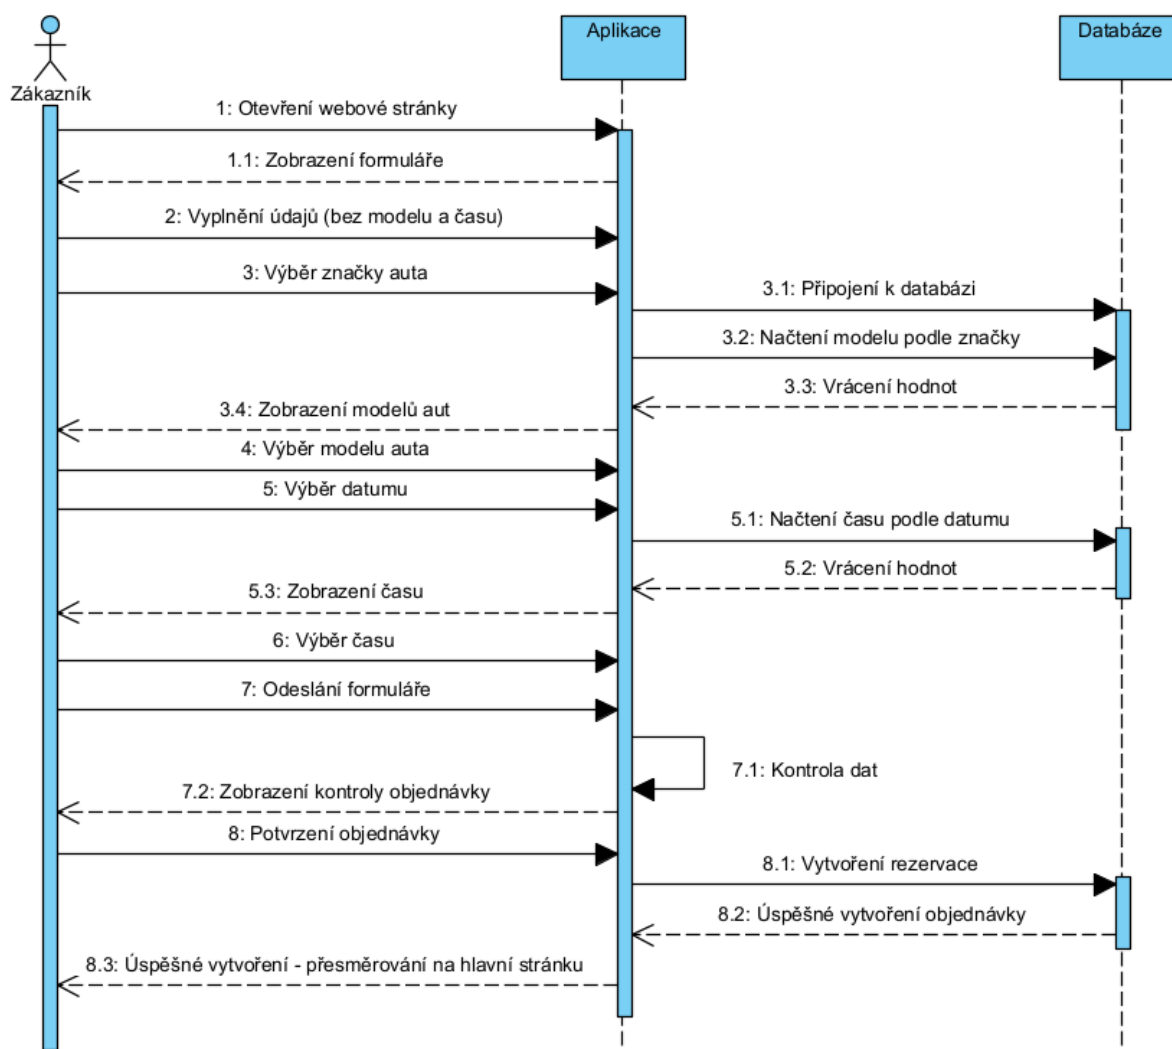 Aplikace
Databáze
Zákazník
1: Otevření webové stránky
1.1: Zobrazení formuláře
2: Vyplnění údajů (bez modelu a času)
3: Výběr značky auta
3.1: Připojení k databázi
3.2: Načtení modelu podle značky
3.3: Vrácení hodnot
3.4: Zobrazení modelů aut
4: Výběr modelu auta
5: Výběr datumu
5.1: Načtení času podle datumu
5.2: Vrácení hodnot
5.3: Zobrazení času
6: Výběr času
7: Odeslání formuláře
7.1: Kontrola dat
7.2: Zobrazení kontroly objednávky
8: Potvrzení objednávky
8.1: Vytvoření rezervace
8.2: Úspěšné vytvoření objednávky
8.3: Úspěšné vytvoření - přesměrování na hlavní stránku